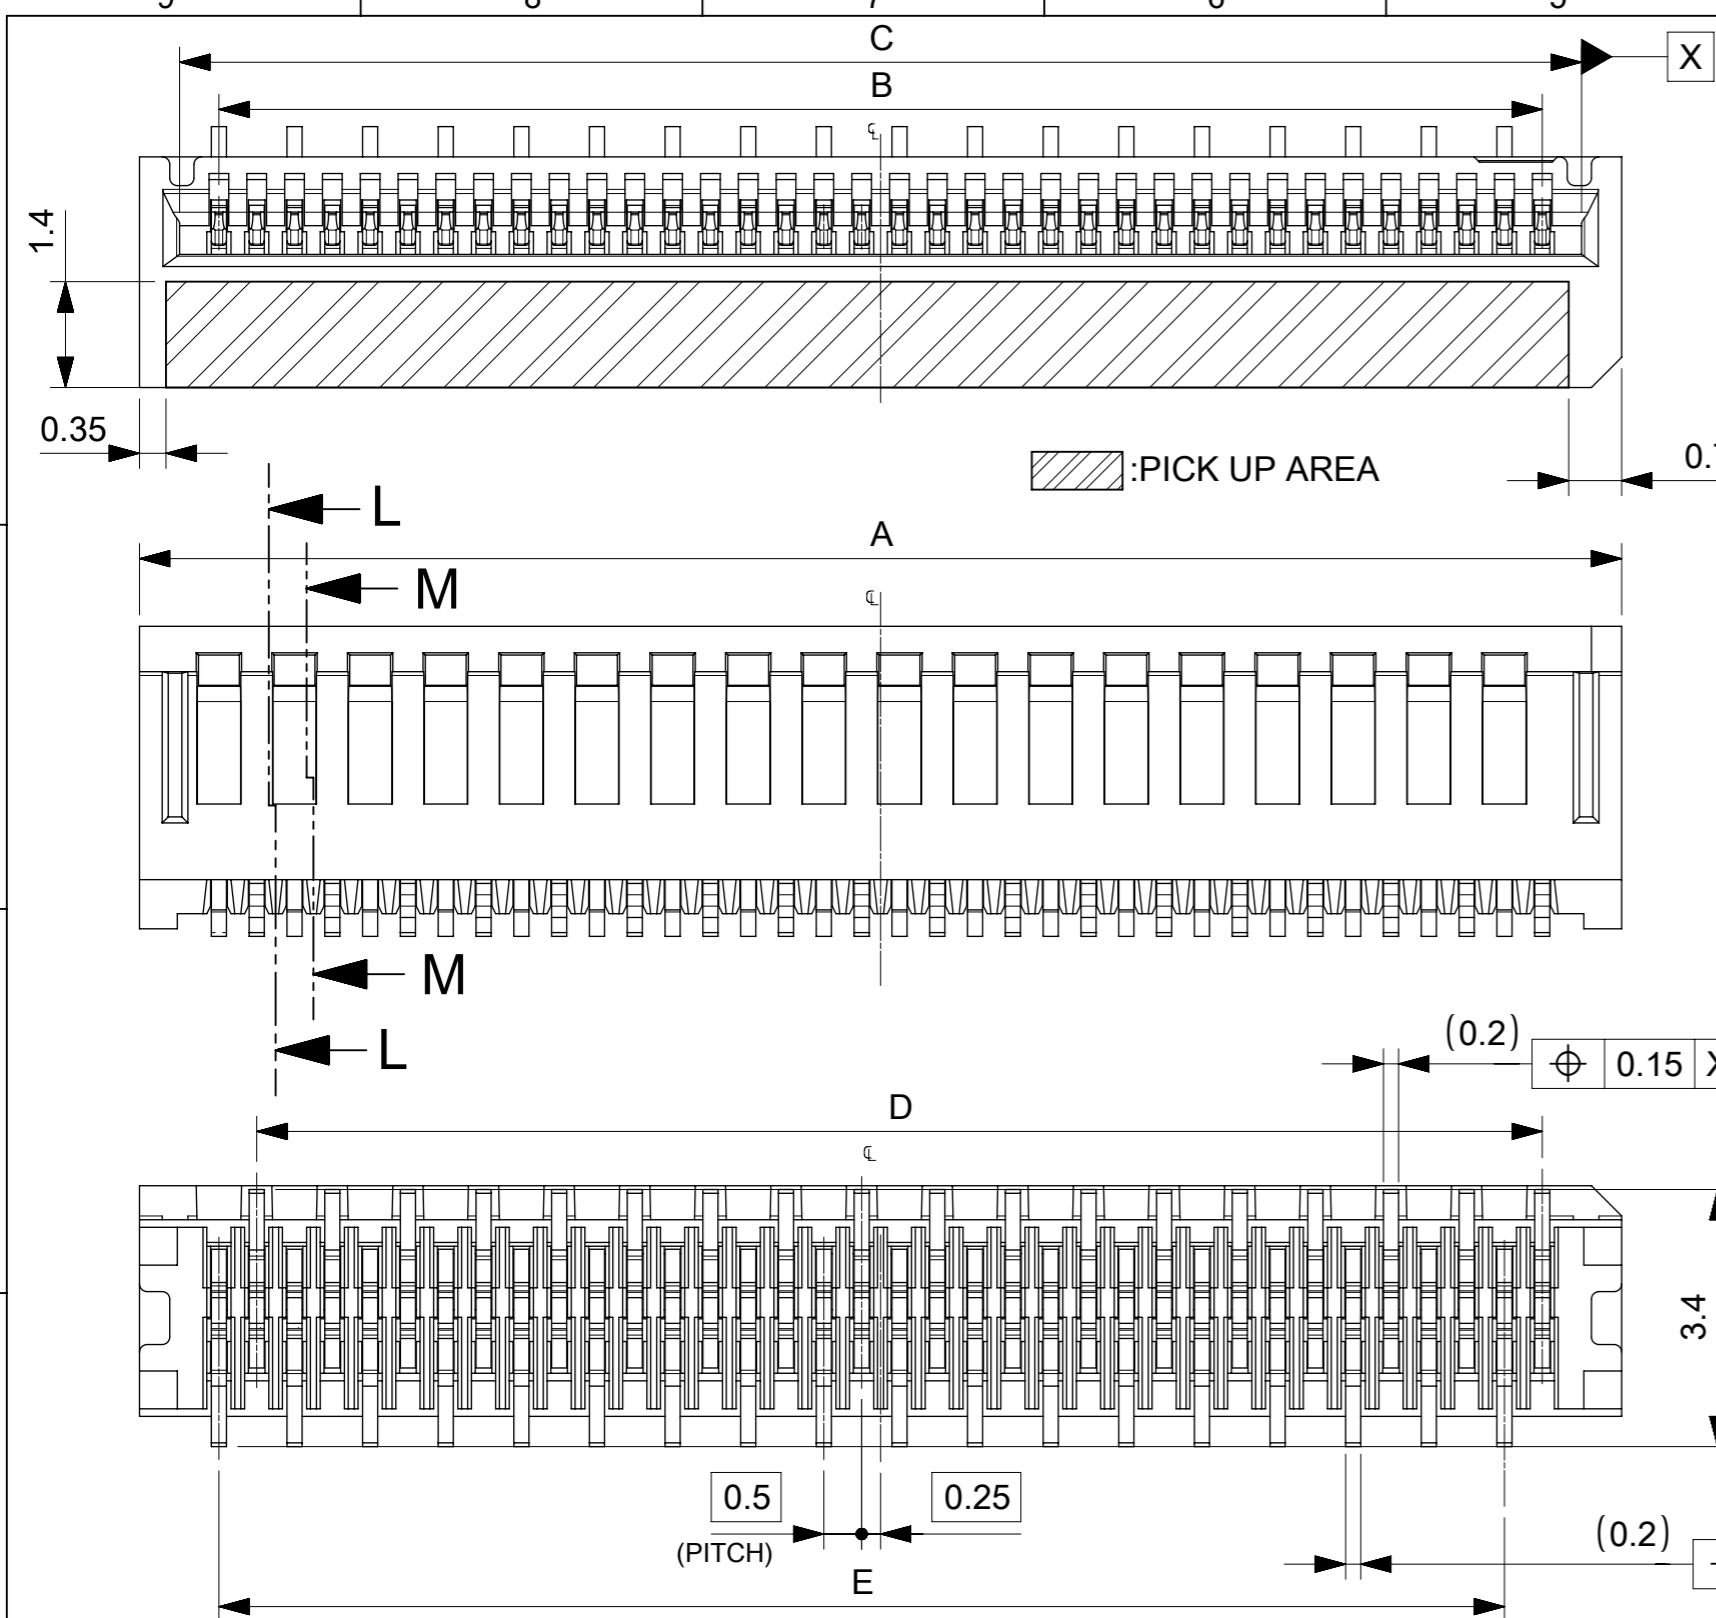 C
X
B
℄
1.4
0.35
:PICK UP AREA
L
A
M
℄
M
L
(0.2)
⌖ 0.15
D
℄
3.4
0.5
0.25
(PITCH)
(0.2)
E